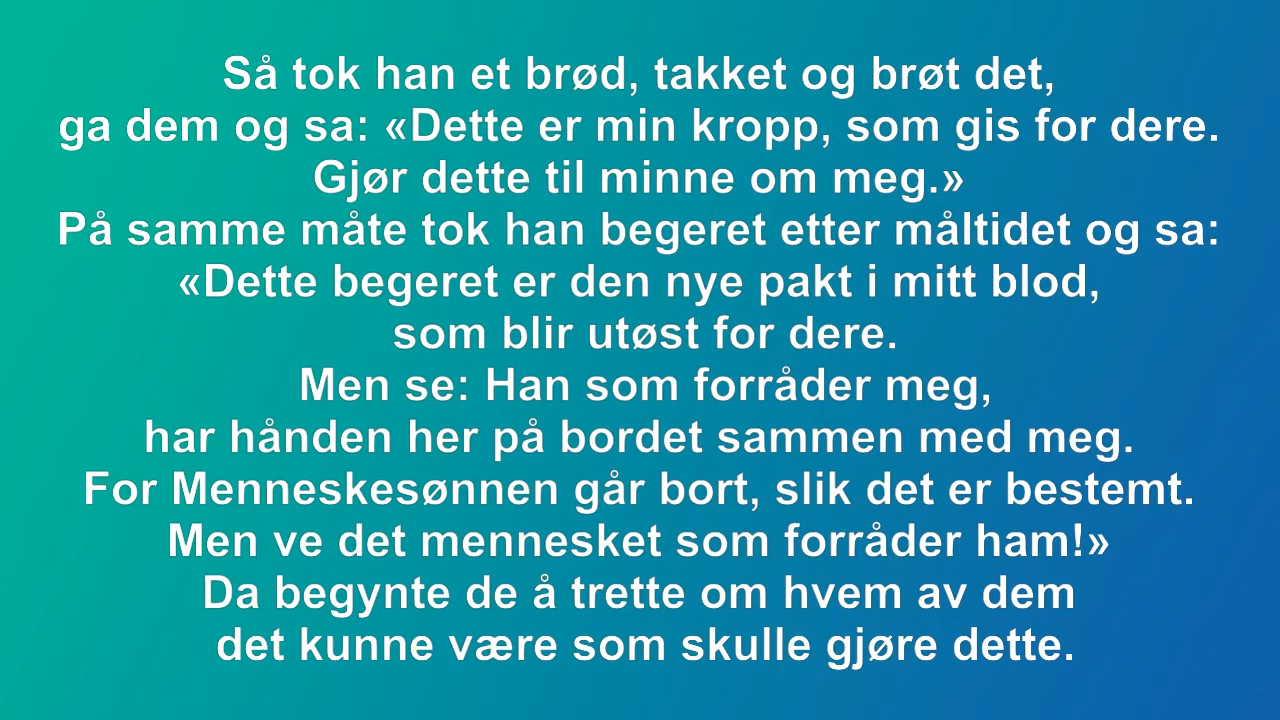 Så tok han et brød, takket og brøt det,
ga dem og sa: «Dette er min kropp, som gis for dere.
Gjør dette til minne om meg.»
På samme måte tok han begeret etter måltidet og sa:
«Dette begeret er den nye pakt i mitt blod,
som blir utøst for dere.
Men se: Han som forråder meg,
har hånden her på bordet sammen med meg.
For Menneskesønnen går bort, slik det er bestemt.
Men ve det mennesket som forråder ham!»
Da begynte de å trette om hvem av dem
det kunne være som skulle gjøre dette.